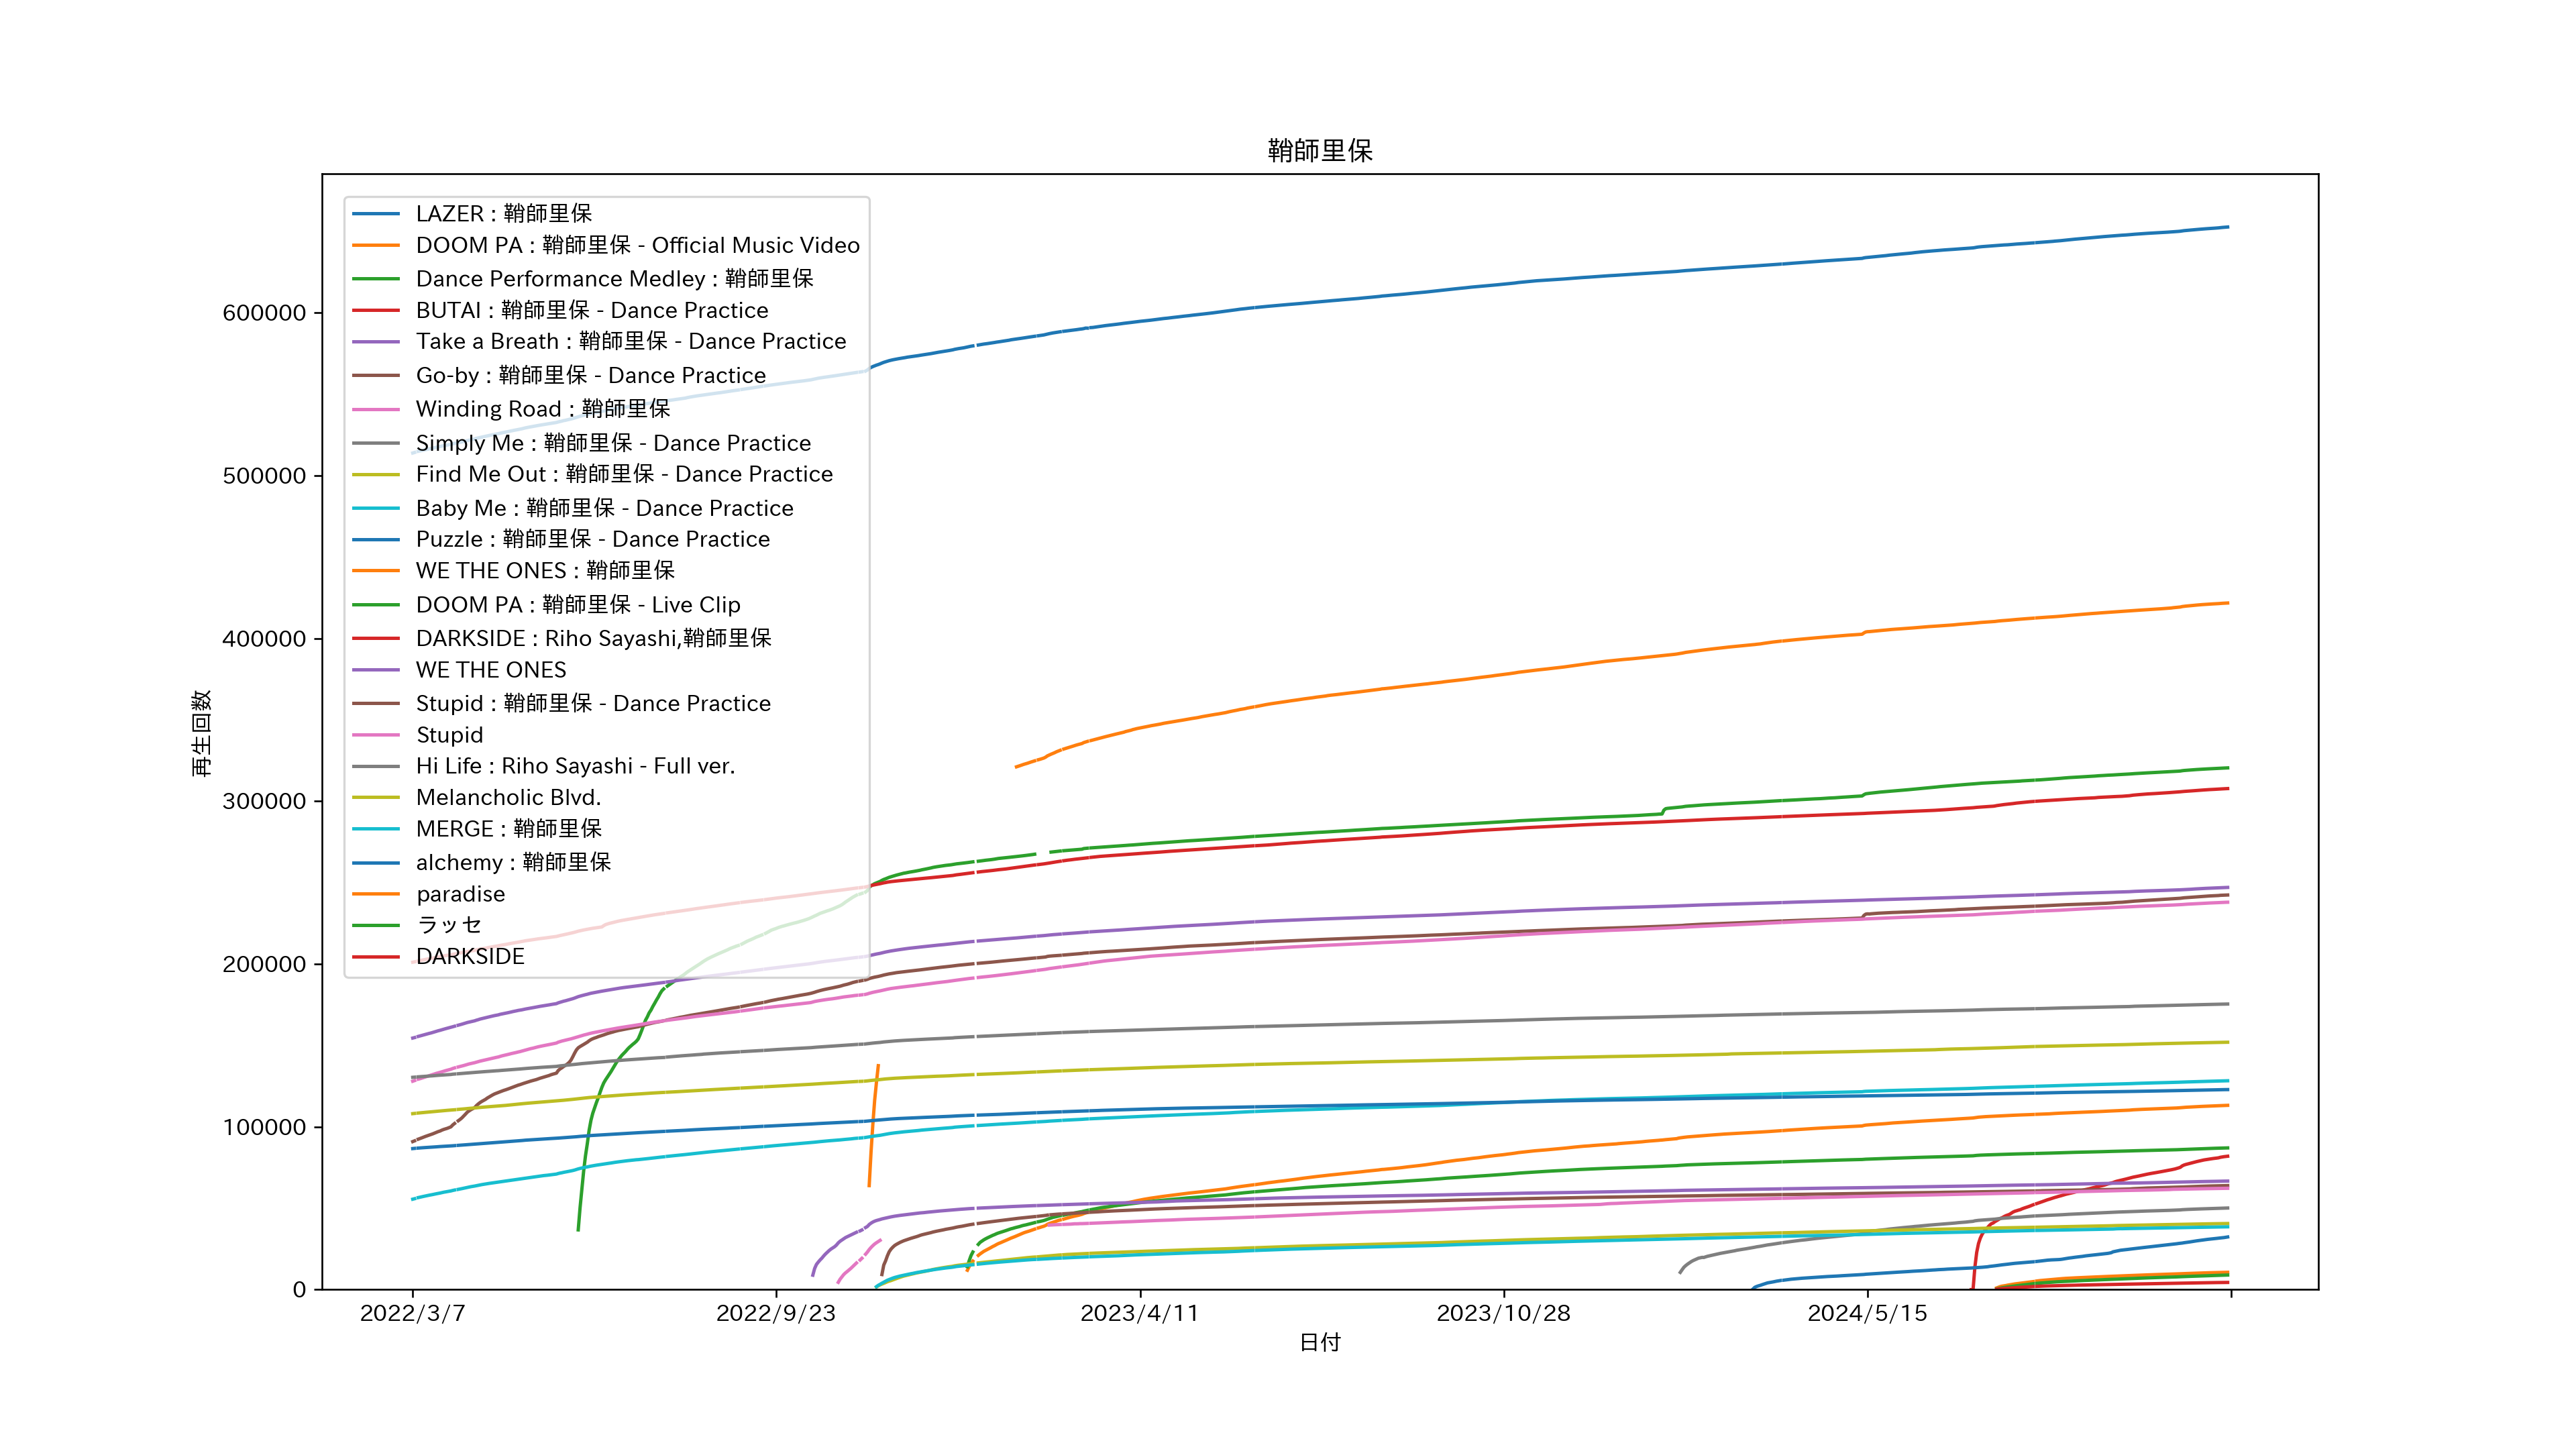 鞘師里保
LAZER : 鞘師里保
DOOM PA : 鞘師里保 - Official Music Video
Dance Performance Medley : 鞘師里保
BUTAI : 鞘師里保 - Dance Practice
Take a Breath : 鞘師里保 - Dance Practice
Go-by : 鞘師里保 - Dance Practice
Winding Road : 鞘師里保
Simply Me : 鞘師里保 - Dance Practice
Find Me Out : 鞘師里保 - Dance Practice
Baby Me : 鞘師里保 - Dance Practice
Puzzle : 鞘師里保 - Dance Practice
WE THE ONES : 鞘師里保
DOOM PA : 鞘師里保 - Live Clip
DARKSIDE : Riho Sayashi,鞘師里保
WE THE ONES
Stupid : 鞘師里保 - Dance Practice
Stupid
Hi Life : Riho Sayashi - Full ver.
Melancholic Blvd.
MERGE : 鞘師里保
alchemy : 鞘師里保
paradise
ラッセ
DARKSIDE
再生回数
600000
500000
400000
300000
200000
100000
0
2022/3/7
2022/9/23
2023/4/11
2023/10/28
2024/5/15
日付